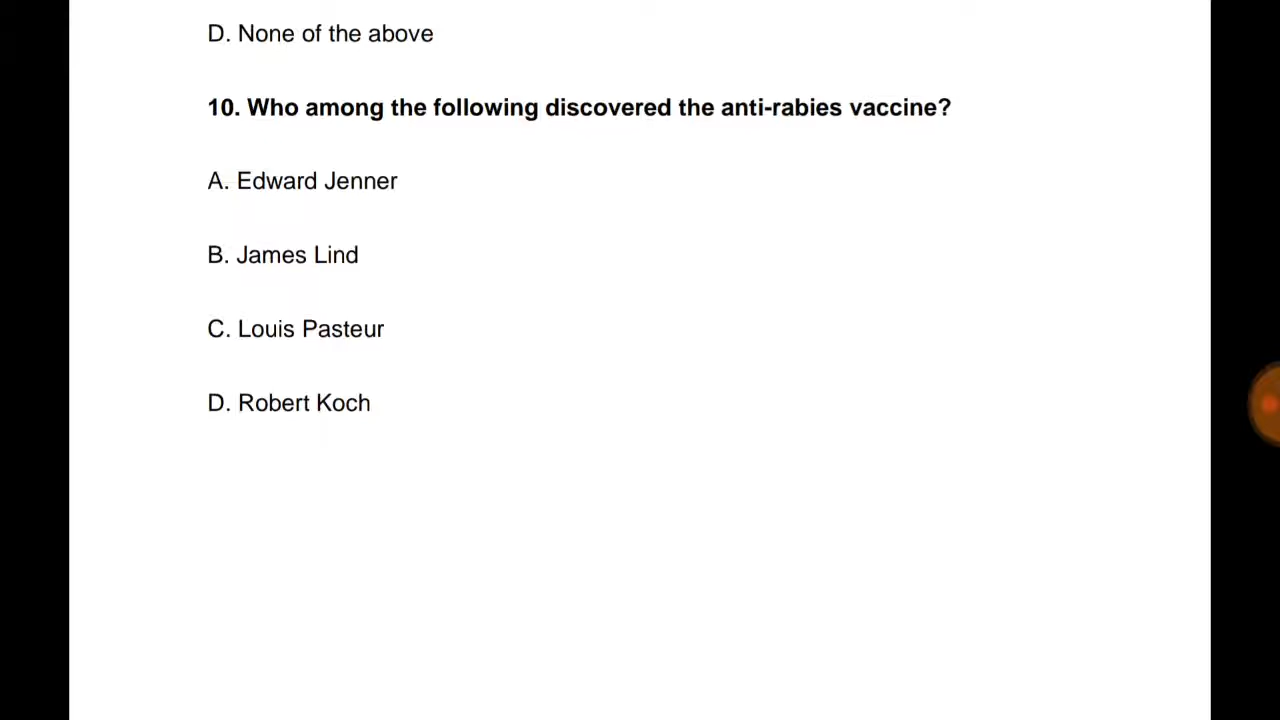 D. None of the above
10. Who among the following discovered the anti-rabies vaccine?
A. Edward Jenner
B. James Lind
C. Louis Pasteur
D. Robert Koch